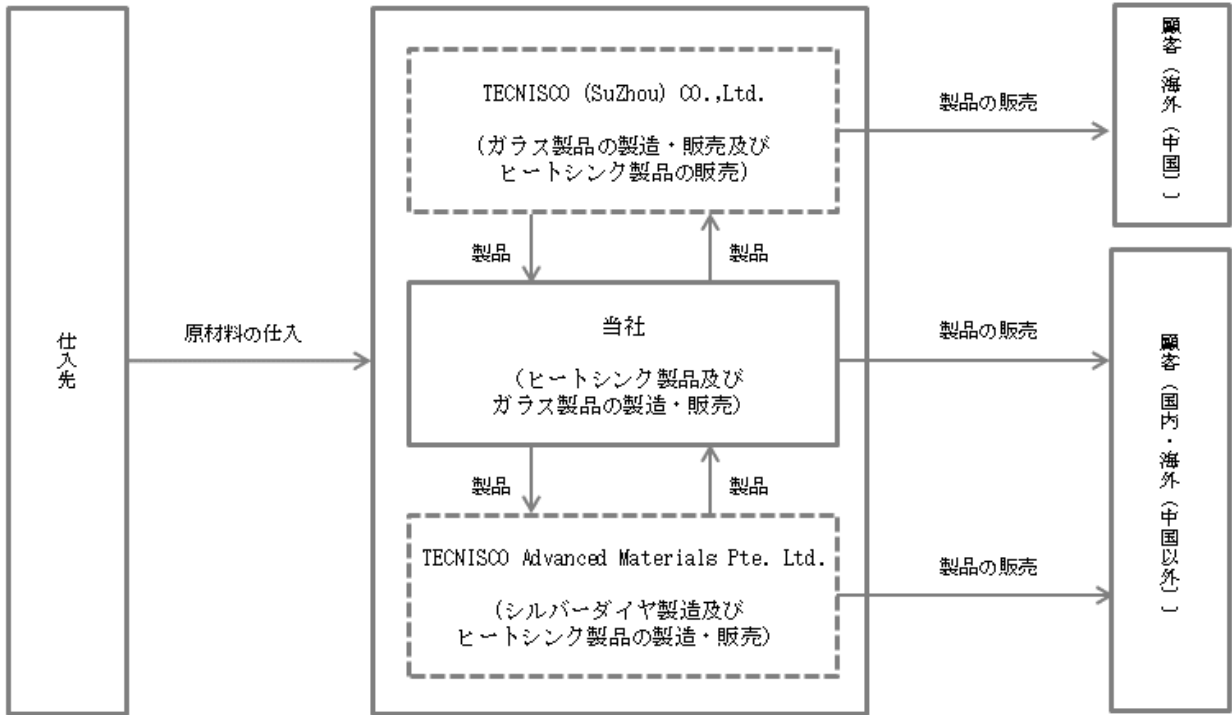 仕入先
原材料の仕入
TECNISCO (SuZhou) CO.,Ltd.
(ガラス製品の製造・販売及び
ヒートシンク製品の販売)
製品
製品
当社
(ヒートシンク製品及び
ガラス製品の製造・販売)
製品
製品
TECNISCO Advanced Materials Pte. Ltd.
(シルバーダイヤ製造及び
ヒートシンク製品の製造・販売)
製品の販売
製品の販売
製品の販売
顧客(海外(中国))
顧客(国内・海外(中国以外))